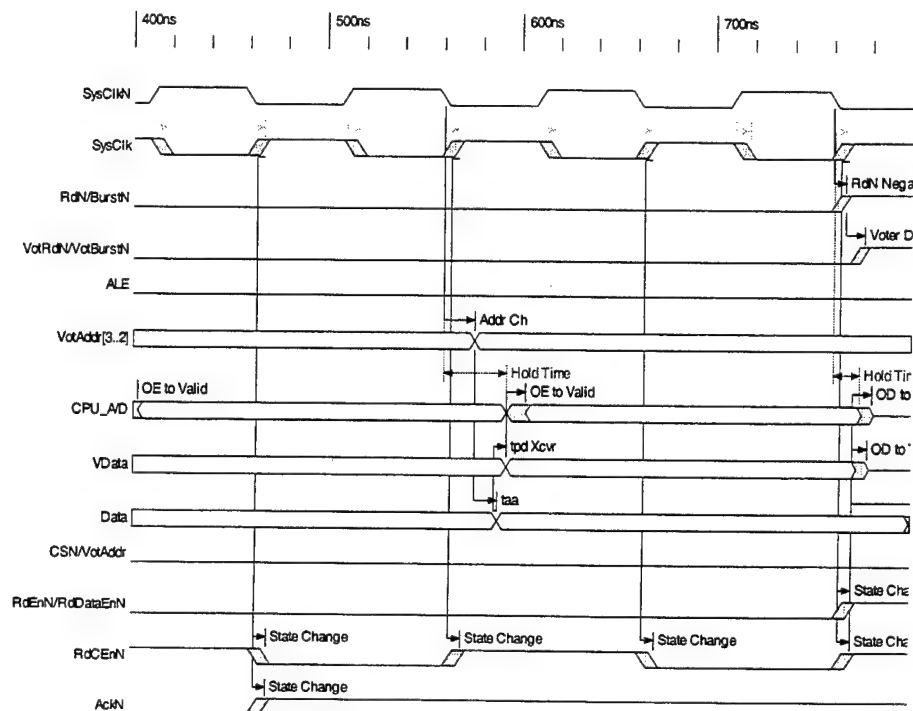 400ns 500ns 600ns 700ns
SysClkN
SysClk
RdN/BurstN
RdN Nega
VotRdN/VotBurstN
Voter D
ALE
Addr Ch
VotAddr[3..2]
Hold Time
Hold Tir
OE to Valid
OE to Valid
OD to
CPU_A/D
tpd Xcvr
OD to
VData
taa
Data
CSN/VotAddr
State Cha
RdEnN/RdDataEnN
State Change
State Change
State Change
State Cha
RdCEnN
State Change
AckN